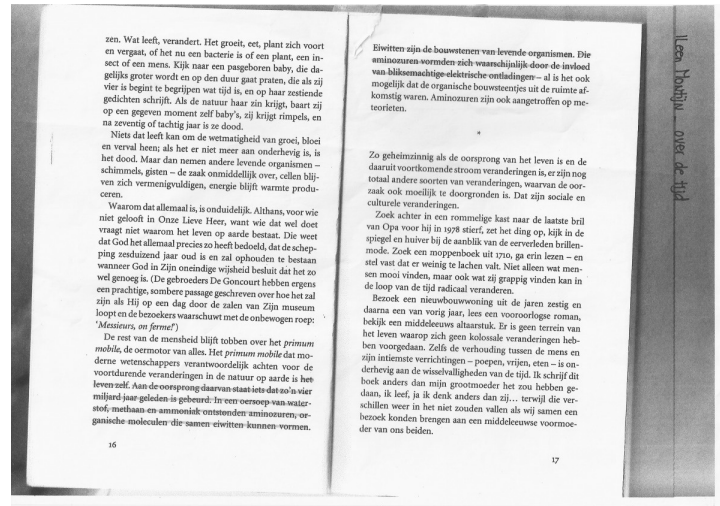 zen. Wat leeft, verandert. Het groeit, eet, plant zich voort
en vergaat, of het nu een bacterie is of een plant, een in-
sect of een mens. Kijk naar een pasgeboren baby, die da-
gelijks groter wordt en op den duur gaat praten, die als zij
vier is begint te begrijpen wat tijd is, en op haar zestiende
gedichten schrijft. Als de natuur haar zin krijgt, baart zij
op een gegeven moment zelf baby's, zij krijgt rimpels, en
na zeventig of tachtig jaar is ze dood.
Niets dat leeft kan om de wetmatigheid van groei, bloei
en verval heen; als het er niet meer aan onderhevig is, is
het dood. Maar dan nemen andere levende organismen –
schimmels, gisten – de zaak onmiddellijk over, cellen blij-
ven zich vermenigvuldigen, energie blijft warmte produ-
ceren.
Waarom dat allemaal is, is onduidelijk. Althans, voor wie
niet gelooft in Onze Lieve Heer, want wie dat wel doet
vraagt niet waarom het leven op aarde bestaat. Die weet
dat God het allemaal precies zo heeft bedoeld, dat de schep-
ping zesduizend jaar oud is en zal ophouden te bestaan
wanneer God in Zijn oneindige wijsheid besluit dat het zo
wel genoeg is. (De gebroeders De Goncourt hebben ergens
een prachtige, sombere passage geschreven over hoe het zal
zijn als Hij op een dag door de zalen van Zijn museum
loopt en de bezoekers waarschuwt met de onbewogen roep:
'Messieurs, on ferme!')
De rest van de mensheid blijft tobben over het primum
mobile, de oermotor van alles. Het primum mobile dat mo-
derne wetenschappers verantwoordelijk achten voor de
voortdurende veranderingen in de natuur op aarde is het
leven zelf. Aan de oorsprong daarvan staat iets dat zo'n vier
miljard jaar geleden is gebeurd. In een oersoep van water-
stof, methaan en ammoniak ontstonden aminozuren, or-
ganische moleculen die samen eiwitten kunnen vormen.
16
Eiwitten zijn de bouwstenen van levende organismen. Die
aminozuren vormden zich waarschijnlijk door de invloed
van bliksemachtige elektrische ontladingen – al is het ook
mogelijk dat de organische bouwsteentjes uit de ruimte af-
komstig waren. Aminozuren zijn ook aangetroffen op me-
teorieten.
*
Zo geheimzinnig als de oorsprong van het leven is en de
daaruit voortkomende stroom veranderingen is, er zijn nog
totaal andere soorten van veranderingen, waarvan de oor-
zaak ook moeilijk te doorgronden is. Dat zijn sociale en
culturele veranderingen.
Zoek achter in een rommelige kast naar de laatste bril
van Opa voor hij in 1978 stierf, zet het ding op, kijk in de
spiegel en huiver bij de aanblik van de eerverleden brillen-
mode. Zoek een moppenboek uit 1710, ga erin lezen – en
stel vast dat er weinig te lachen valt. Niet alleen wat men-
sen mooi vinden, maar ook wat zij grappig vinden kan in
de loop van de tijd radicaal veranderen.
Bezoek een nieuwbouwwoning uit de jaren zestig en
daarna een van vorig jaar, lees een vooroorlogse roman,
bekijk een middeleeuws altaarstuk. Er is geen terrein van
het leven waarop zich geen kolossale veranderingen heb-
ben voorgedaan. Zelfs de verhouding tussen de mens en
zijn intiemste verrichtingen – poepen, vrijen, eten – is on-
derhevig aan de wisselvalligheden van de tijd. Ik schrijf dit
boek anders dan mijn grootmoeder het zou hebben ge-
daan, ik leef, ja ik denk anders dan zij... terwijl die ver-
schillen weer in het niet zouden vallen als wij samen een
bezoek konden brengen aan een middeleeuwse voormoe-
der van ons beiden.
17
Ileen Montijn over de tijd